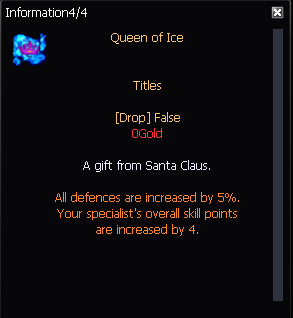 Information4/4
Queen of Ice
Titles
[Drop] False
0Gold
A gift from Santa Claus.
All defences are increased by 5%.
Your specialist's overall skill points
are increased by 4.